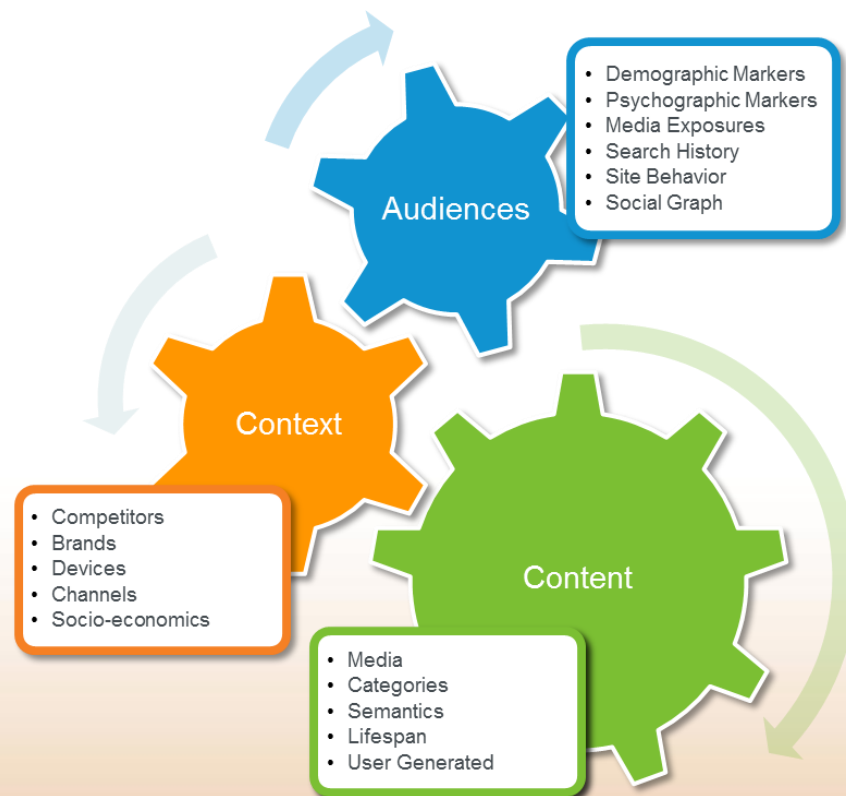 Audiences
• Demographic Markers
• Psychographic Markers
• Media Exposures
• Search History
• Site Behavior
• Social Graph
Context
• Competitors
• Brands
• Devices
• Channels
• Socio-economics
Content
• Media
• Categories
• Semantics
• Lifespan
• User Generated